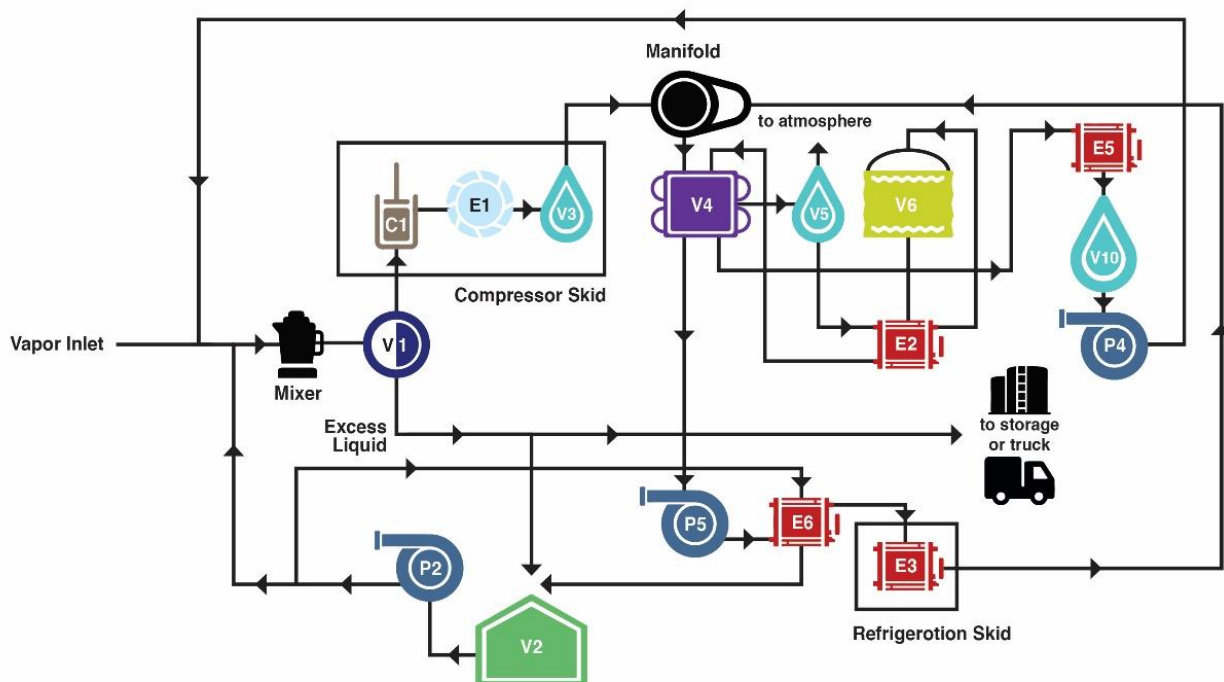 Manifold
to atmosphere
E5
V4
V5
V6
C1
E1
V3
V10
Compressor Skid
Vapor Inlet
Mixer
V1
E2
P4
Excess
Liquid
to storage
or truck
P5
E6
P2
E3
V2
Refrigerotion Skid